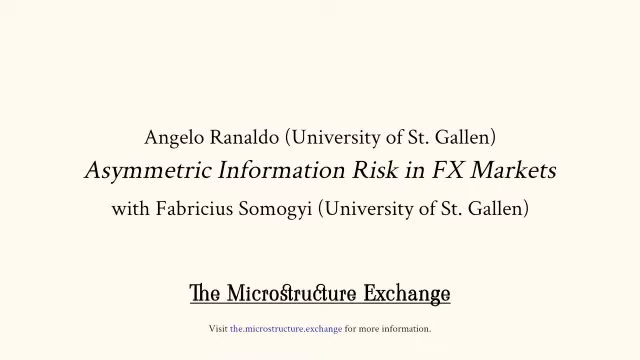 Angelo Ranaldo (University of St. Gallen)
Asymmetric Information Risk in FX Markets
with Fabricius Somogyi (University of St. Gallen)
The Microstructure Exchange
Visit the.microstructure.exchange for more information.